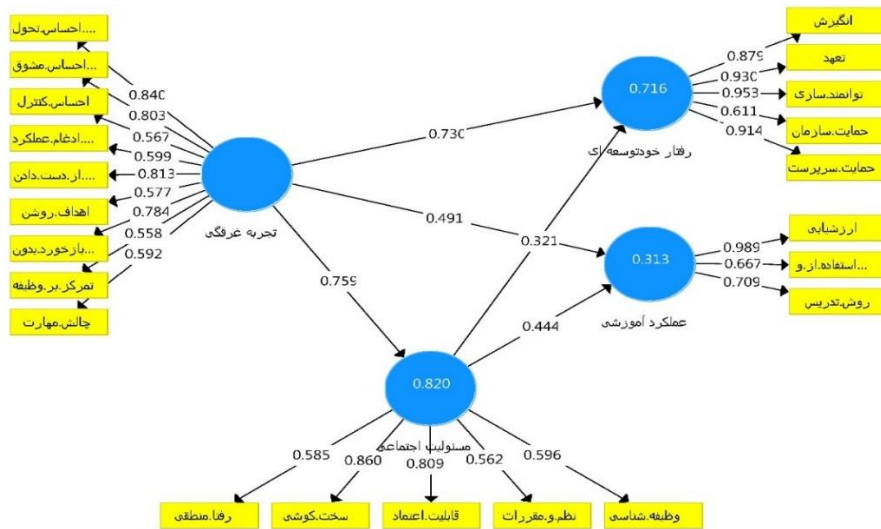 احساس.تحول....
احساس.مشوق...
احساس.کنترل
ادغام.عملکرد....
از.دست.دادن....
اهداف.روشن
بازخورد.بدون...
تمرکز.بر.وظیفه
چالش.مهارت
0.840
0.803
0.567
0.599
0.813
0.577
0.784
0.558
0.592
تجربه غرقگی
0.730
0.491
0.759
0.321
0.444
0.716
رفتار خودتوسعه ای
0.879
0.930
0.953
0.611
0.914
انگیزش
تعهد
توانمند.سازی
حمایت.سازمان
حمایت.سرپرست
0.313
عملکرد آموزشی
0.989
0.667
0.709
ارزشیابی
استفاده.از.و...
روش.تدریس
0.820
مسئولیت اجتماعی
0.585
0.860
0.809
0.562
0.596
رفتا.منطقی
سخت.کوشی
قابلیت.اعتماد
نظم.و.مقررات
وظیفه.شناسی